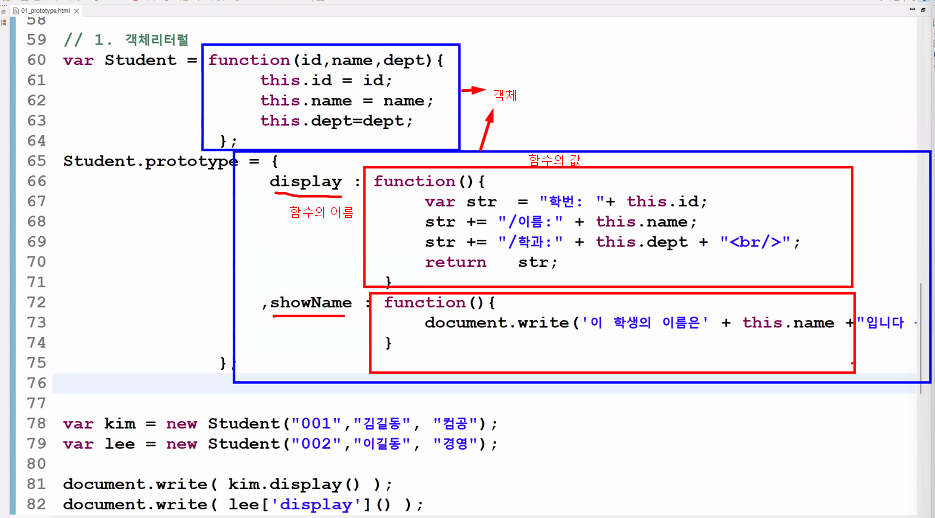 01_prototype.html
58
59 // 1. 객체리터럴
60 var Student = function(id,name,dept){
61 this.id = id;
62 this.name = name; 객체
63 this.dept=dept;
64 };
65 Student.prototype = { 함수의 값
66 display : function(){
67 var str = "학번: "+ this.id;
함수의 이름
68 str += "/이름:" + this.name;
69 str += "/학과:" + this.dept + "<br/>";
70 return str;
71 }
72 ,showName : function(){
73 document.write('이 학생의 이름은' + this.name +"입니다
74 }
75 };
76
77
78 var kim = new Student("001","김길동", "컴공");
79 var lee = new Student("002","이길동", "경영");
80
81 document.write( kim.display() );
82 document.write( lee['display']() );